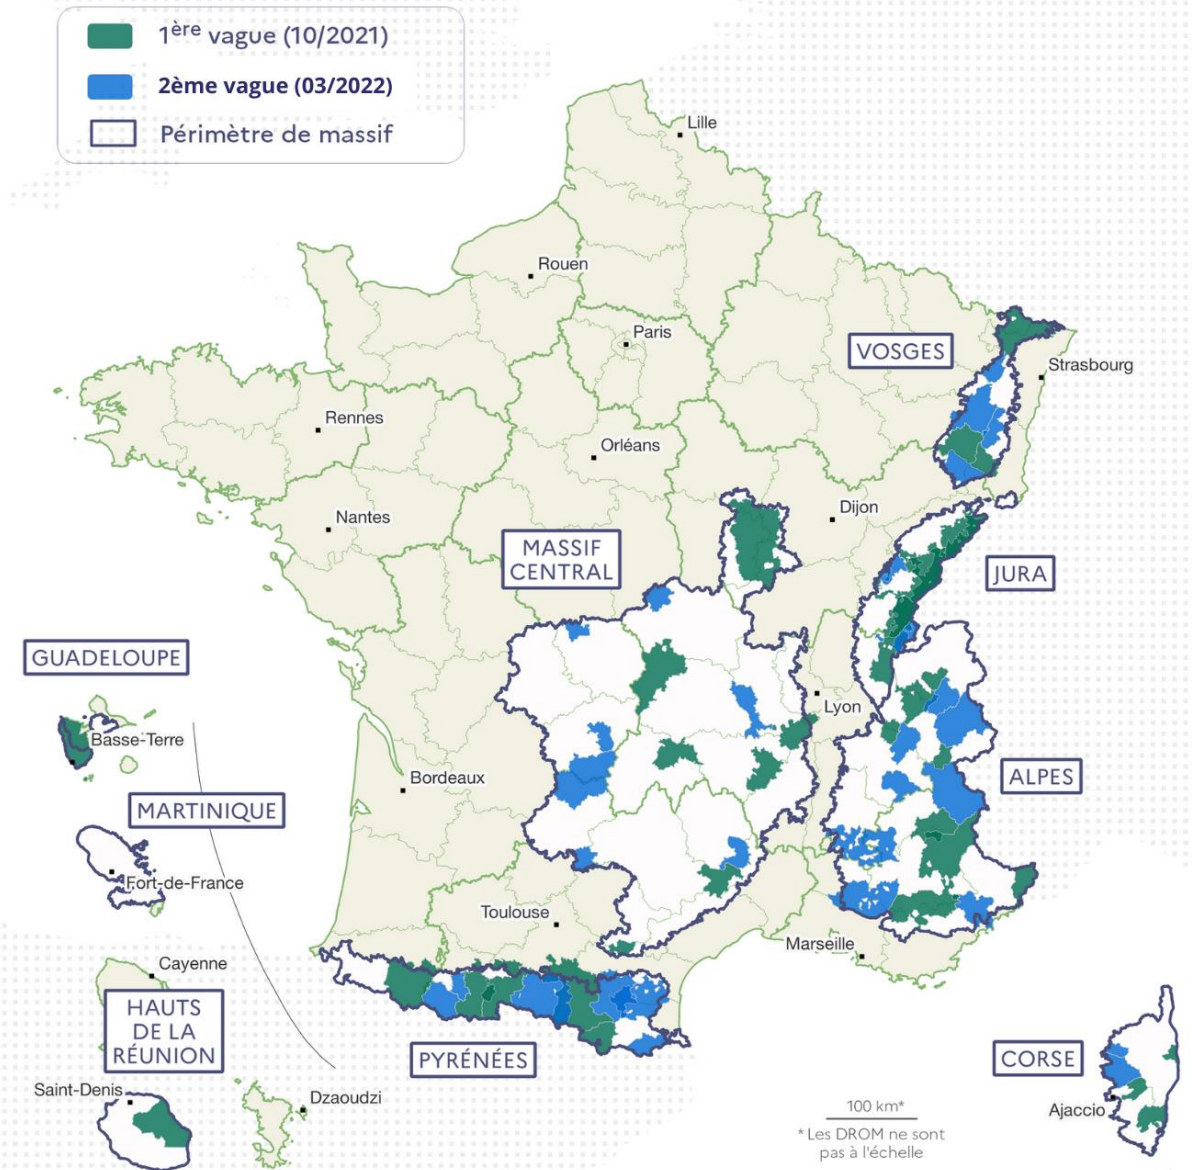 1ère vague (10/2021)
2ème vague (03/2022)
Périmètre de massif
Lille
Rouen
Paris
VOSGES
Strasbourg
Rennes
Orléans
Nantes
Dijon
MASSIF
CENTRAL
JURA
GUADELOUPE
Basse-Terre
Lyon
Bordeaux
ALPES
MARTINIQUE
Fort-de-France
Toulouse
Marseille
Cayenne
HAUTS
DE LA
RÉUNION
PYRÉNÉES
CORSE
Saint-Denis
Dzaoudzi
Ajaccio
100 km*
* Les DROM ne sont
pas à l'échelle